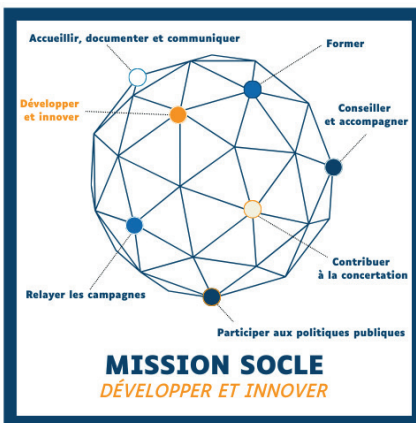 Accueillir, documenter et communiquer
Former
Développer
et innover
Conseiller
et accompagner
Contribuer
à la concertation
Relayer les campagnes
Participer aux politiques publiques
MISSION SOCLE
DÉVELOPPER ET INNOVER